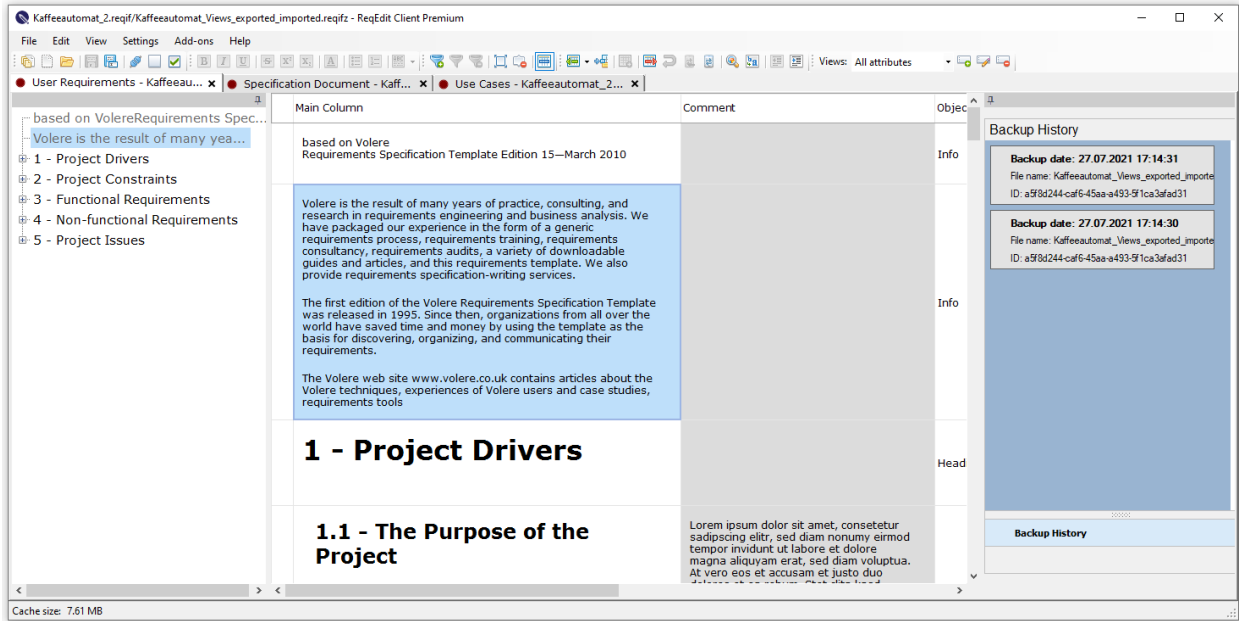 Kaffeeautomat_2.reqif/Kaffeeautomat_Views_exported_imported.reqifz - ReqEdit Client Premium
File Edit View Settings Add-ons Help
B I U S X¹ X₁ A Views: All attributes
User Requirements - Kaffeeau... x Specification Document - Kaff... x Use Cases - Kaffeeautomat_2... x
based on VolereRequirements Spec...
Volere is the result of many yea...
1 - Project Drivers
2 - Project Constraints
3 - Functional Requirements
4 - Non-functional Requirements
5 - Project Issues
Main Column Comment Objec
based on Volere
Requirements Specification Template Edition 15—March 2010
Info
Volere is the result of many years of practice, consulting, and
research in requirements engineering and business analysis. We
have packaged our experience in the form of a generic
requirements process, requirements training, requirements
consultancy, requirements audits, a variety of downloadable
guides and articles, and this requirements template. We also
provide requirements specification-writing services.
The first edition of the Volere Requirements Specification Template
was released in 1995. Since then, organizations from all over the
world have saved time and money by using the template as the
basis for discovering, organizing, and communicating their
requirements.
The Volere web site www.volere.co.uk contains articles about the
Volere techniques, experiences of Volere users and case studies,
requirements tools
Info
1 - Project Drivers
Head
1.1 - The Purpose of the
Project
Lorem ipsum dolor sit amet, consetetur
sadipscing elitr, sed diam nonumy eirmod
tempor invidunt ut labore et dolore
magna aliquyam erat, sed diam voluptua.
At vero eos et accusam et justo duo
Backup History
Backup date: 27.07.2021 17:14:31
File name: Kaffeeautomat_Views_exported_importe
ID: a5f8d244-caf6-45aa-a493-5f1ca3afad31
Backup date: 27.07.2021 17:14:30
File name: Kaffeeautomat_Views_exported_importe
ID: a5f8d244-caf6-45aa-a493-5f1ca3afad31
Backup History
Cache size: 7.61 MB